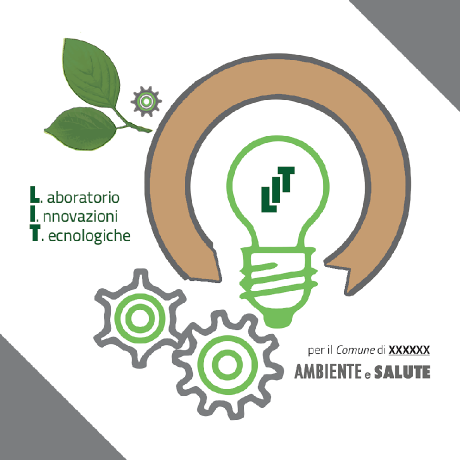 LIT
L. aboratorio
I. nnovazioni
T. ecnologiche
per il Comune di XXXXXX
AMBIENTE e SALUTE